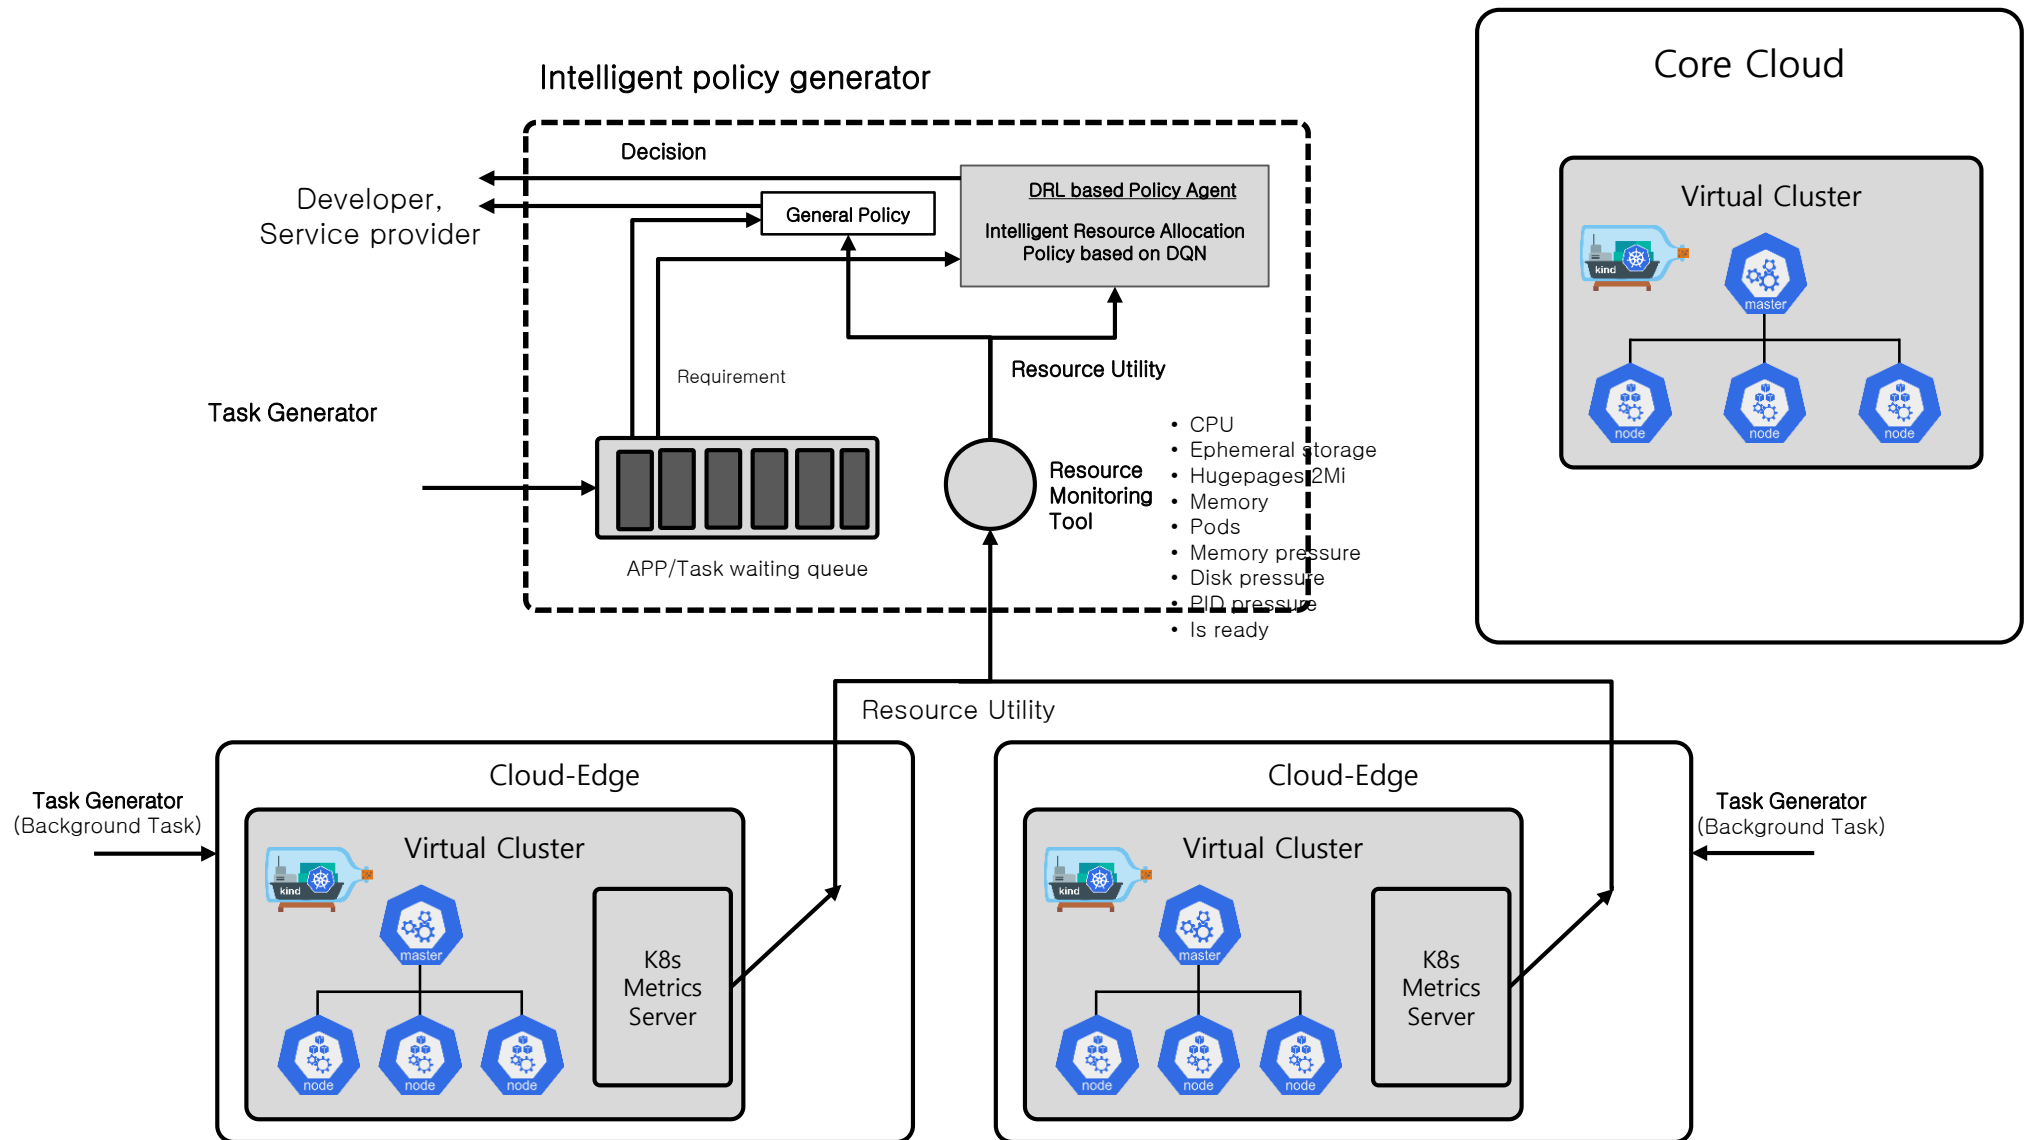 Core Cloud
Intelligent policy generator
Decision
DRL based Policy Agent
Intelligent Resource Allocation
Policy based on DQN
General Policy
Developer,
Service provider
Virtual Cluster
kind
master
node
node
node
Requirement
Resource Utility
Task Generator
• CPU
• Ephemeral storage
• Hugepages 2Mi
• Memory
• Pods
• Memory pressure
• Disk pressure
• PID pressure
• Is ready
Resource
Monitoring
Tool
APP/Task waiting queue
Resource Utility
Cloud-Edge
Task Generator
(Background Task)
Virtual Cluster
kind
master
node
node
node
K8s
Metrics
Server
Cloud-Edge
Task Generator
(Background Task)
Virtual Cluster
kind
master
node
node
node
K8s
Metrics
Server